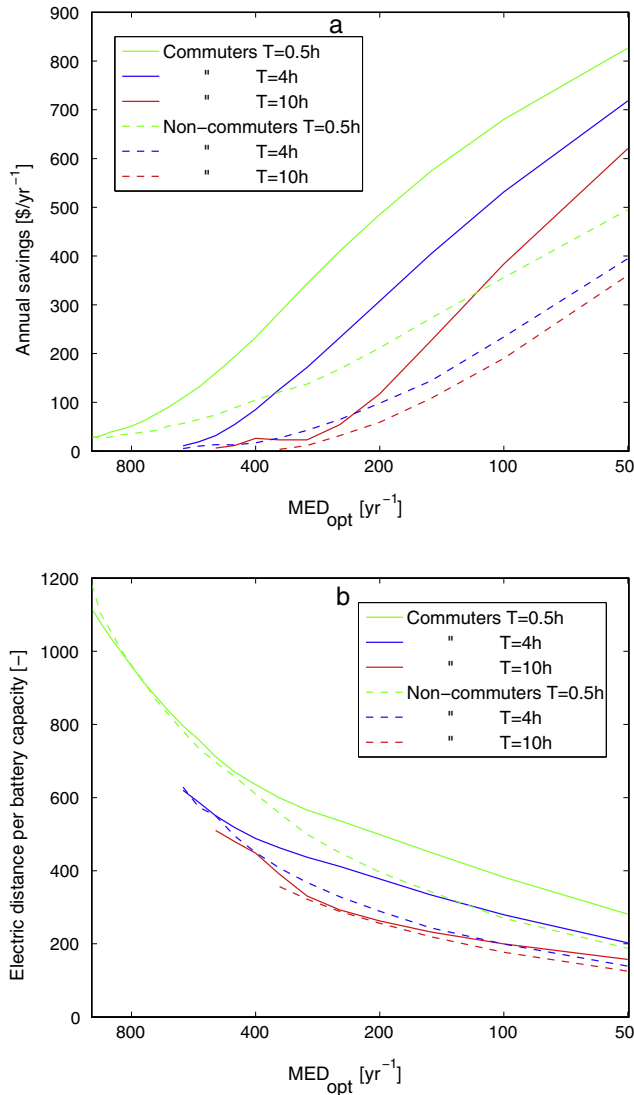 a
900
800
700
600
500
400
300
200
100
0
Annual savings [$/yr⁻¹]
Commuters T=0.5h
" T=4h
" T=10h
Non−commuters T=0.5h
" T=4h
" T=10h
800 400 200 100 50
MED_opt [yr⁻¹]
b
1200
1000
800
600
400
200
0
Electric distance per battery capacity [−]
Commuters T=0.5h
" T=4h
" T=10h
Non−commuters T=0.5h
" T=4h
" T=10h
800 400 200 100 50
MED_opt [yr⁻¹]